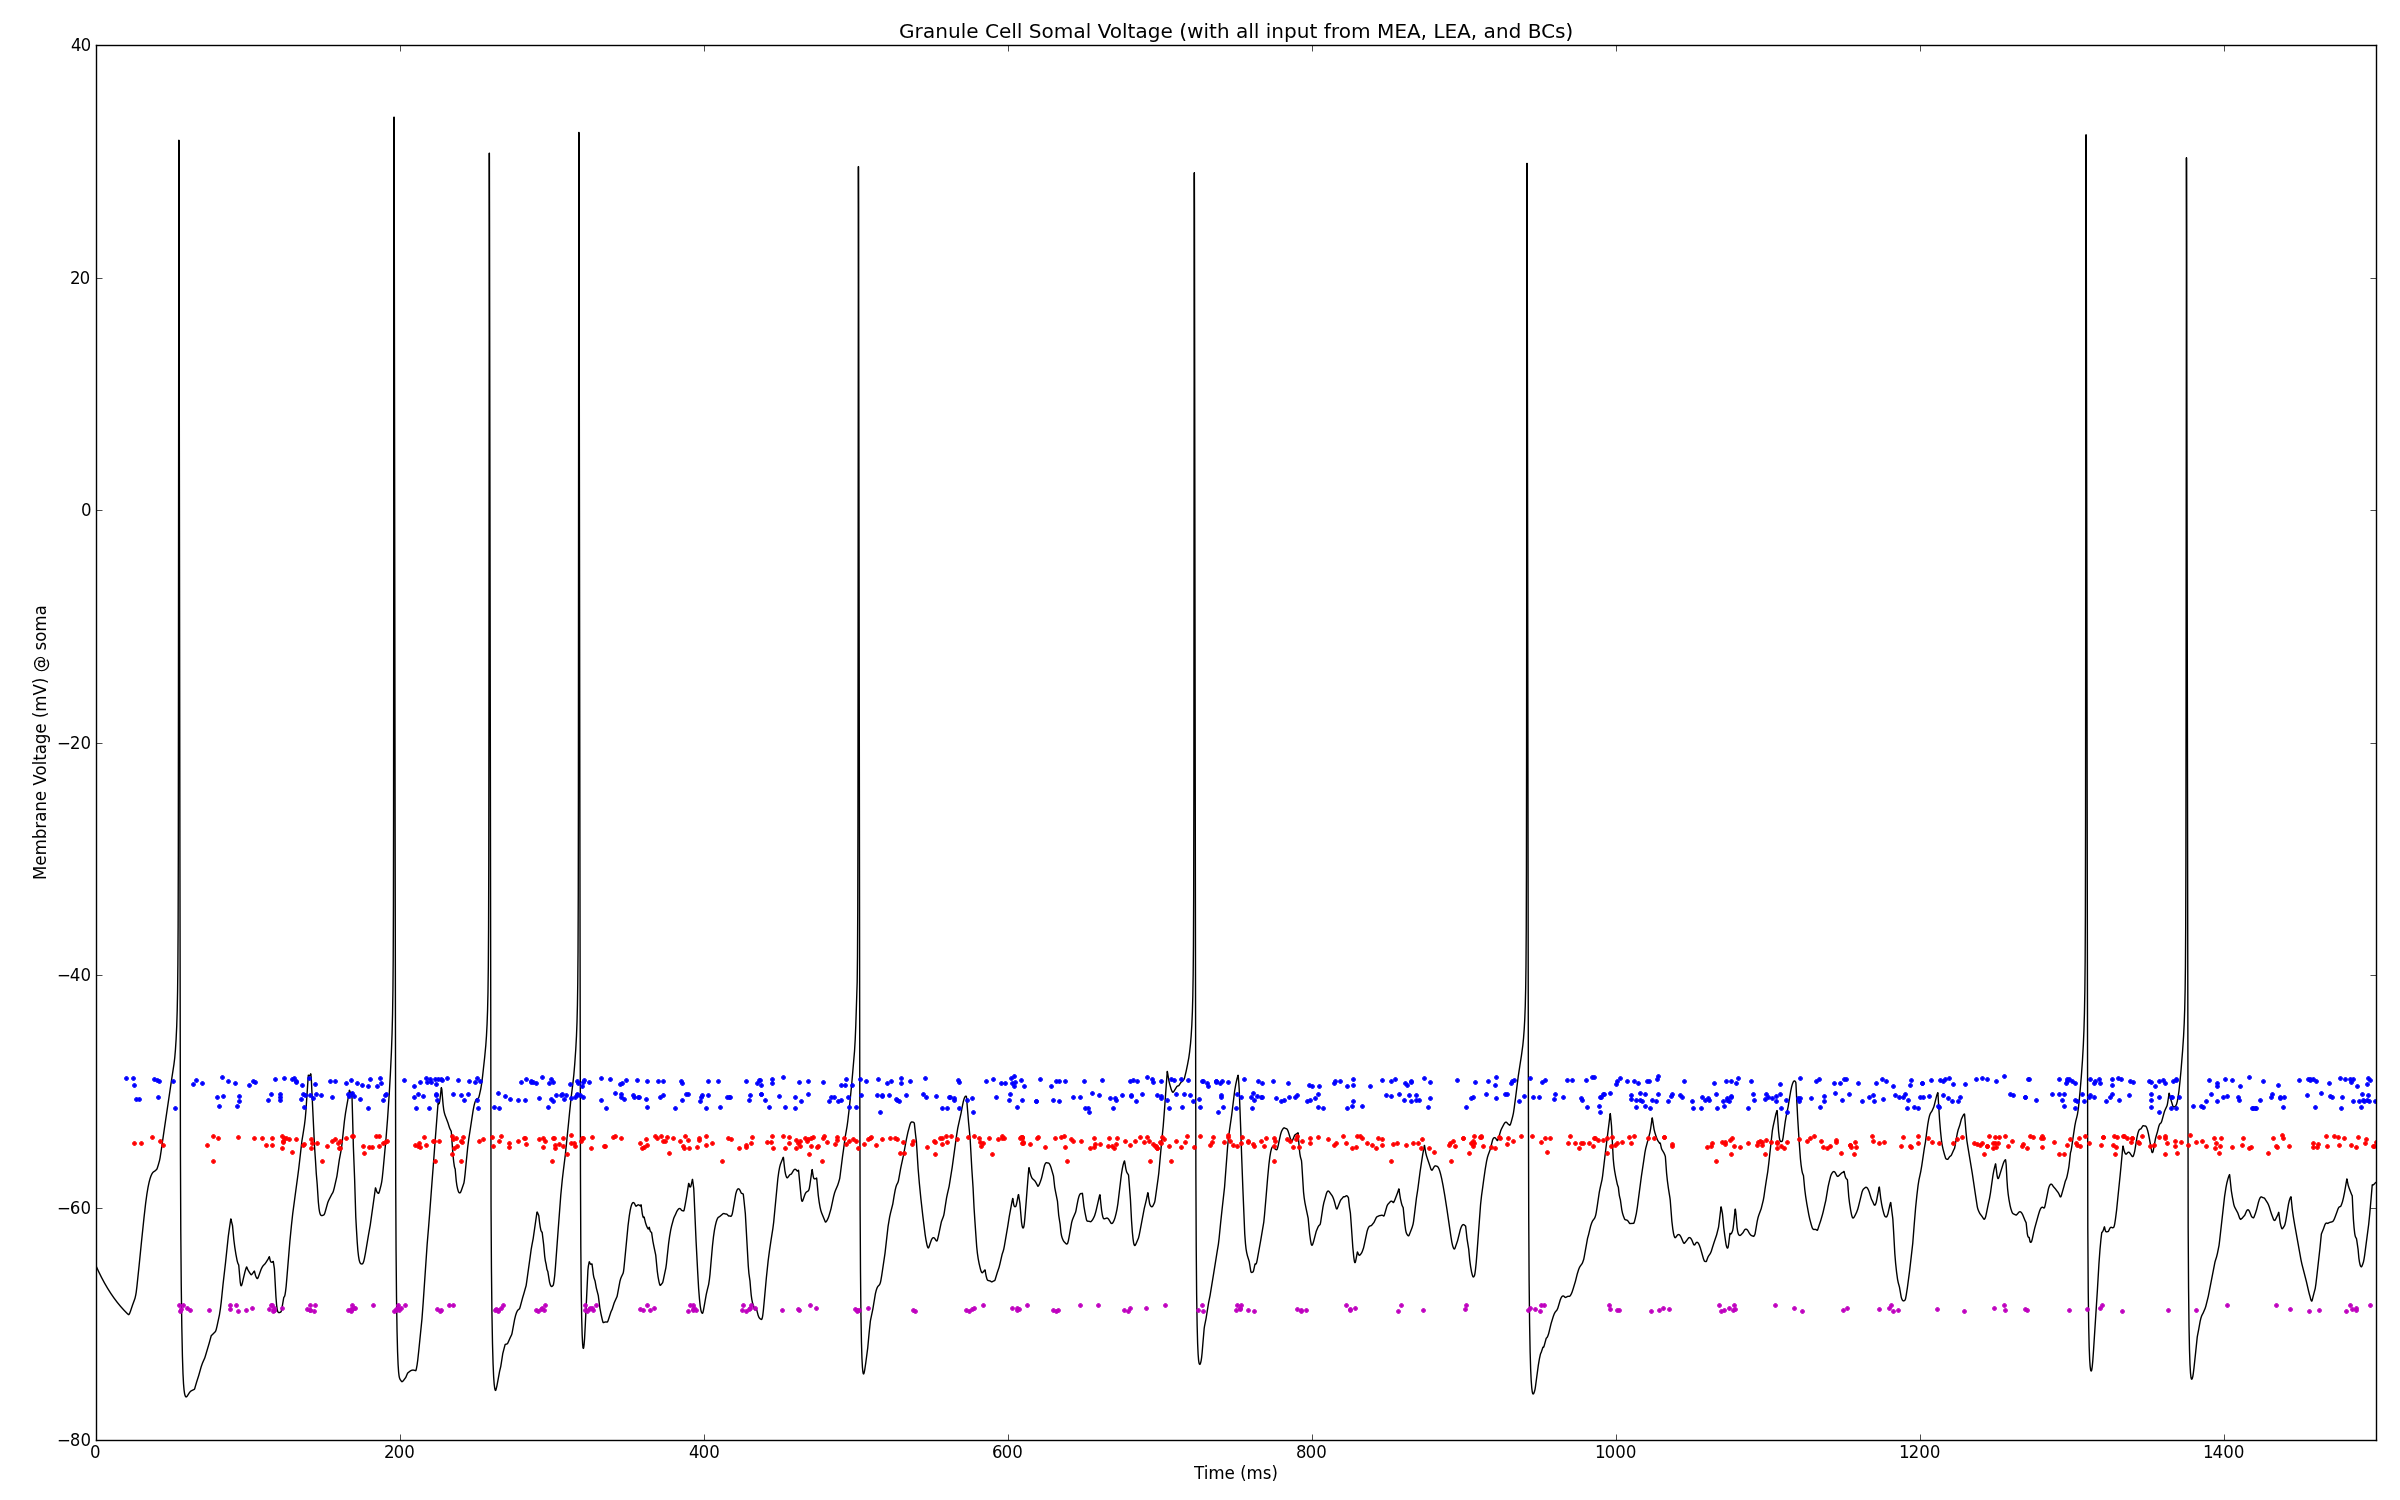 Granule Cell Somal Voltage (with all input from MEA, LEA, and BCs)
40
20
0
−20
−40
−60
−80
Membrane Voltage (mV) @ soma
0 200 400 600 800 1000 1200 1400
Time (ms)